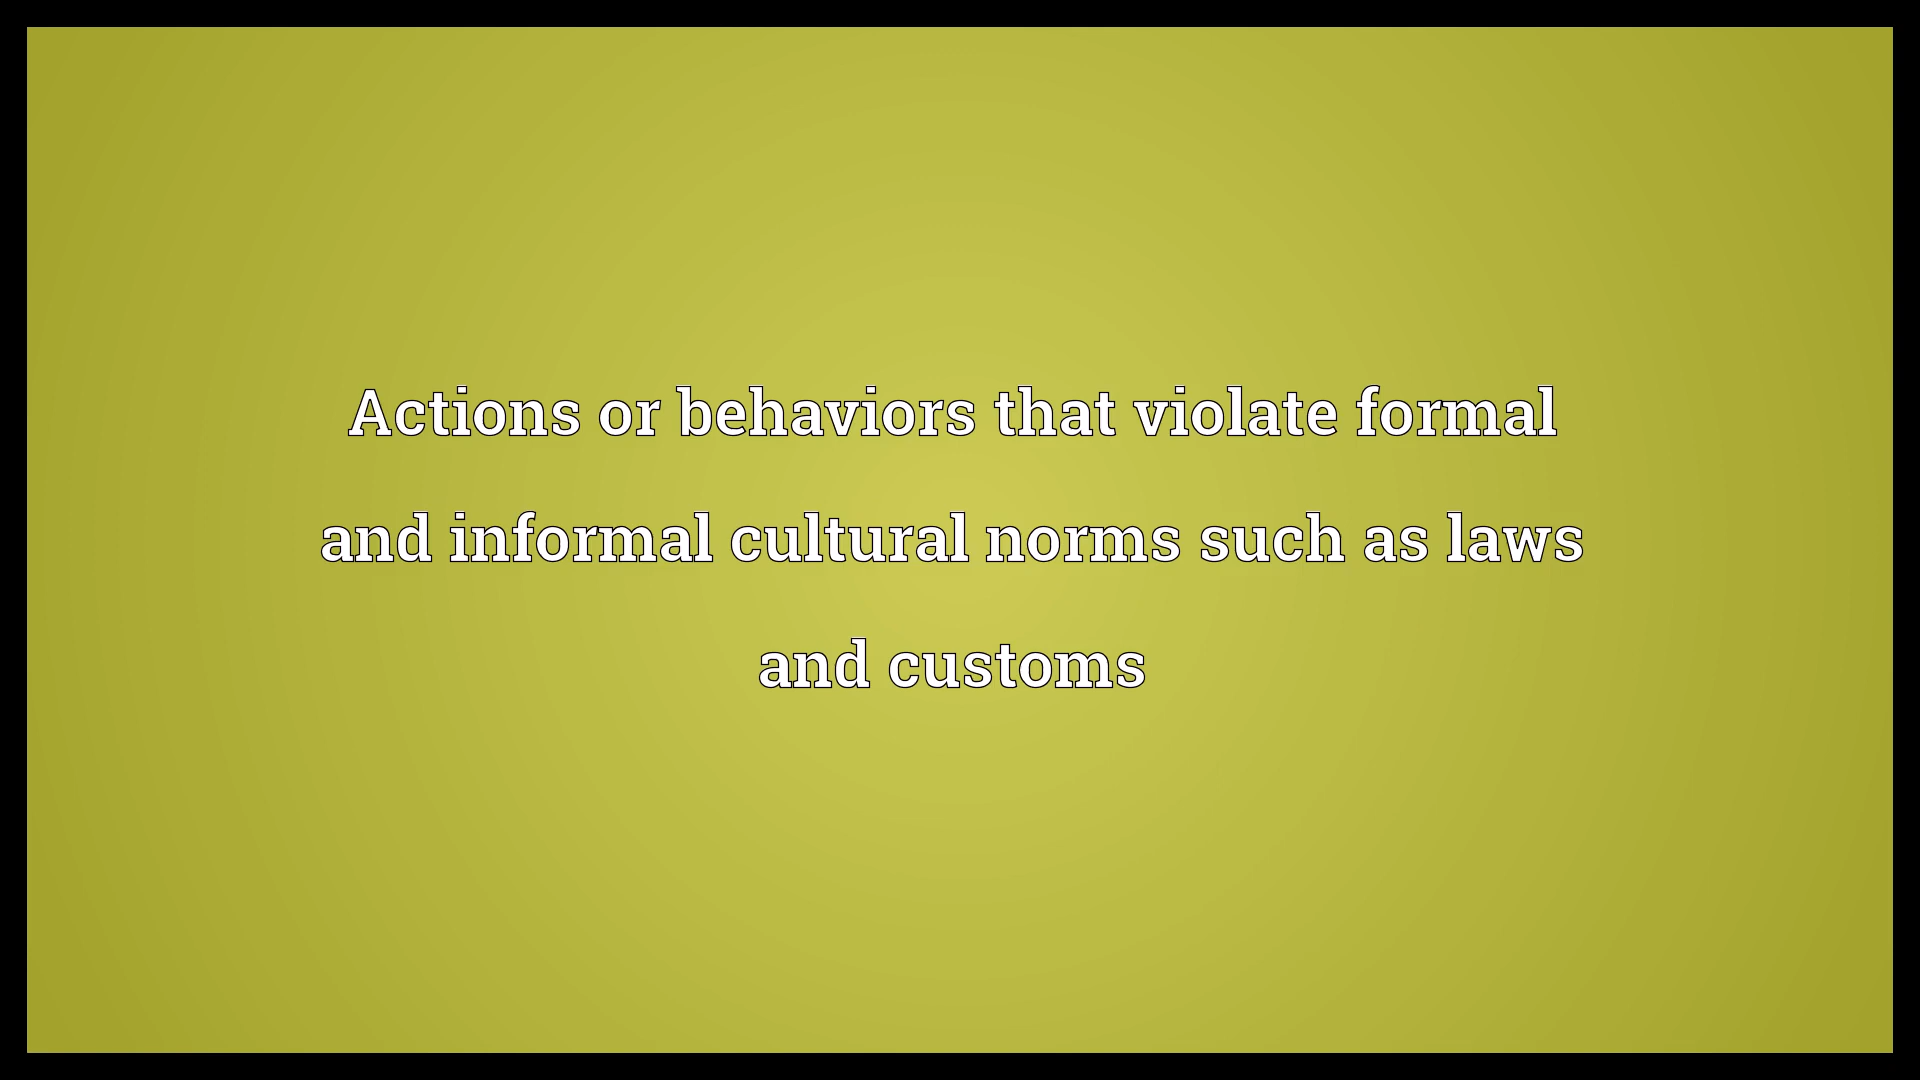 Actions or behaviors that violate formal
and informal cultural norms such as laws
and customs